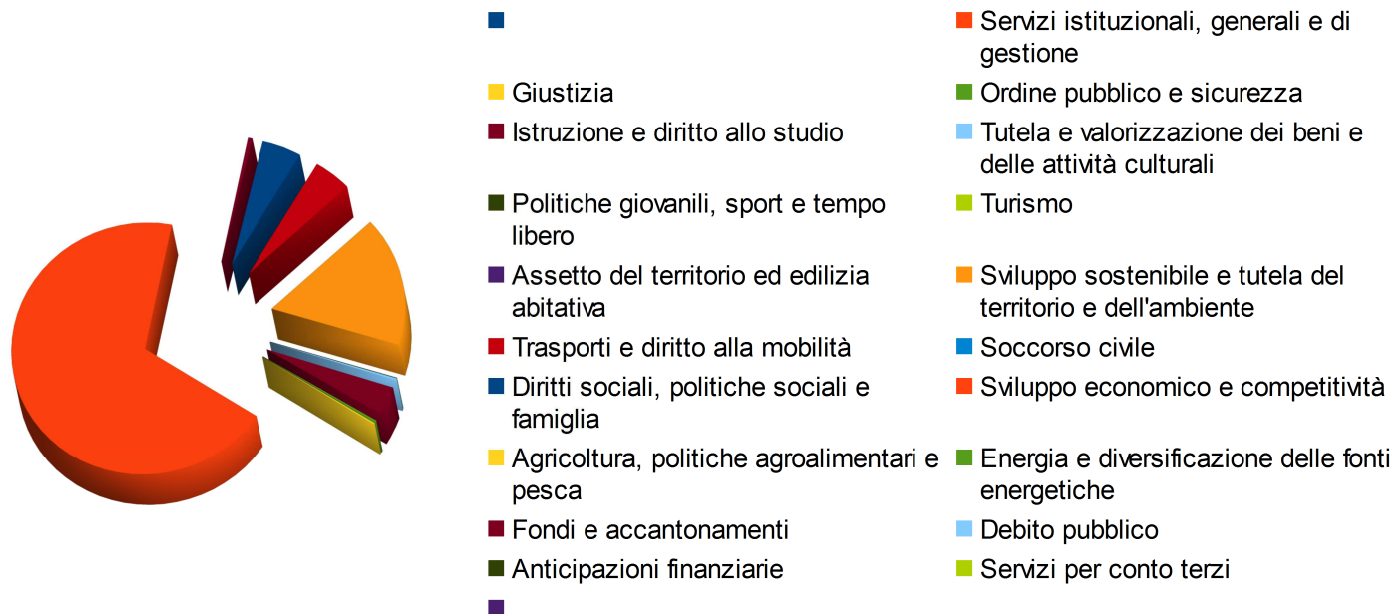 Servizi istituzionali, generali e di
gestione
Giustizia
Ordine pubblico e sicurezza
Istruzione e diritto allo studio
Tutela e valorizzazione dei beni e
delle attività culturali
Politiche giovanili, sport e tempo
libero
Turismo
Assetto del territorio ed edilizia
abitativa
Sviluppo sostenibile e tutela del
territorio e dell'ambiente
Trasporti e diritto alla mobilità
Soccorso civile
Diritti sociali, politiche sociali e
famiglia
Sviluppo economico e competitività
Agricoltura, politiche agroalimentari e
pesca
Energia e diversificazione delle fonti
energetiche
Fondi e accantonamenti
Debito pubblico
Anticipazioni finanziarie
Servizi per conto terzi